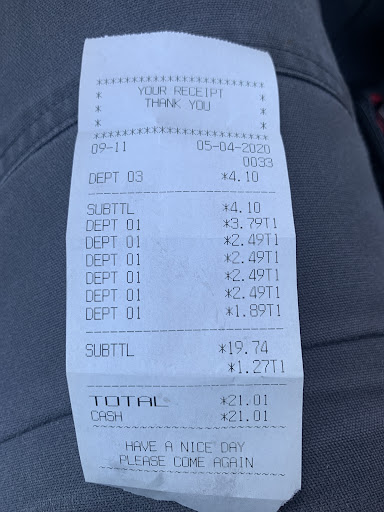 ************************
* YOUR RECEIPT *
* THANK YOU *
* *
************************
09-11 05-04-2020
0033
DEPT 03 *4.10
SUBTTL *4.10
DEPT 01 *3.79T1
DEPT 01 *2.49T1
DEPT 01 *2.49T1
DEPT 01 *2.49T1
DEPT 01 *2.49T1
DEPT 01 *1.89T1
SUBTTL *19.74
*1.27T1
TOTAL *21.01
CASH *21.01
HAVE A NICE DAY
PLEASE COME AGAIN